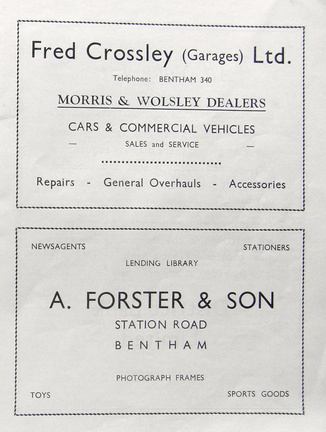 Fred Crossley (Garages) Ltd.
Telephone: BENTHAM 340
MORRIS & WOLSLEY DEALERS
CARS & COMMERCIAL VEHICLES
— SALES and SERVICE —
Repairs - General Overhauls - Accessories
NEWSAGENTS STATIONERS
LENDING LIBRARY
A. FORSTER & SON
STATION ROAD
BENTHAM
PHOTOGRAPH FRAMES
TOYS SPORTS GOODS